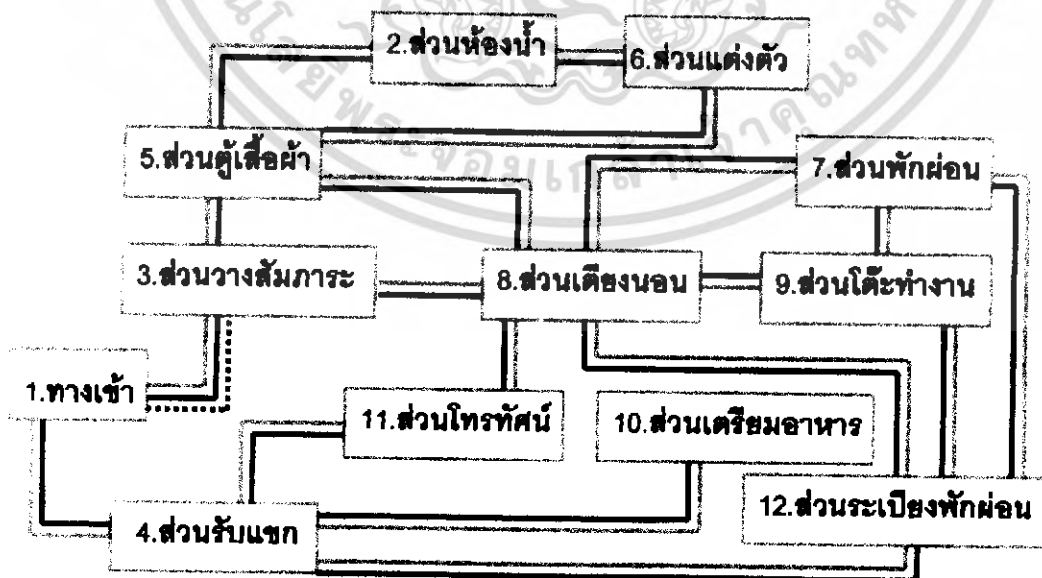 2.ส่วนห้องน้ำ
6.ส่วนแต่งตัว
5.ส่วนตู้เสื้อผ้า
7.ส่วนพักผ่อน
3.ส่วนวางสัมภาระ
8.ส่วนเตียงนอน
9.ส่วนโต๊ะทำงาน
1.ทางเข้า
11.ส่วนโทรทัศน์
10.ส่วนเตรียมอาหาร
12.ส่วนระเบียงพักผ่อน
4.ส่วนรับแขก